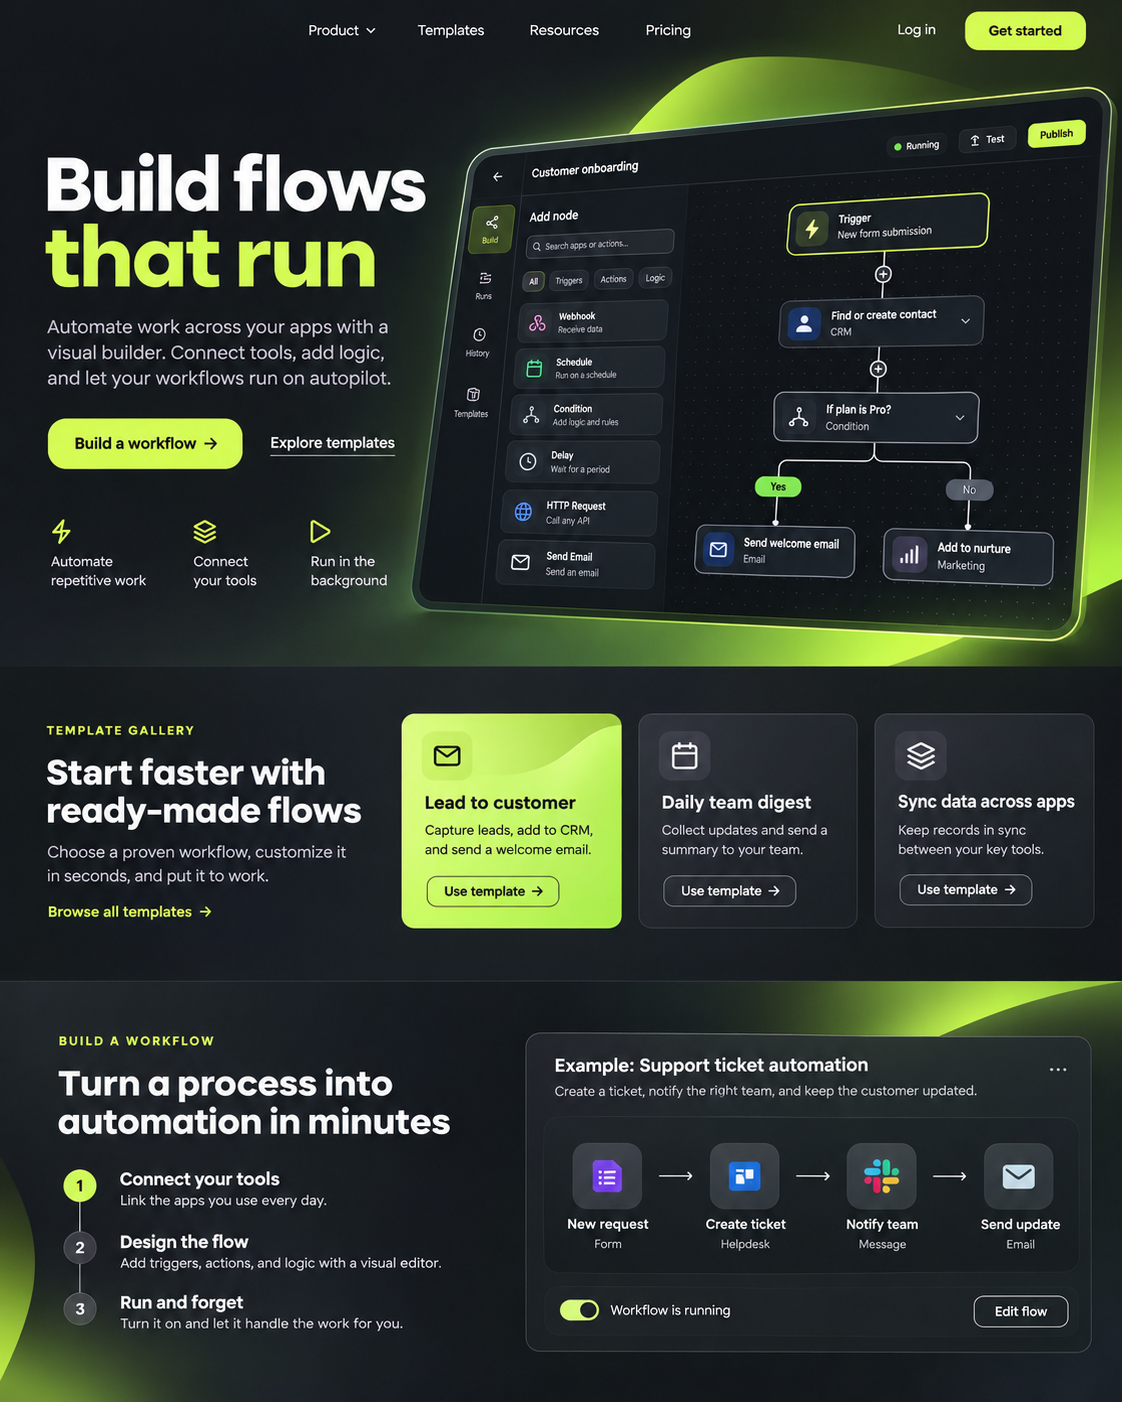 Product
Templates
Resources
Pricing
Log in
Get started
Build flows
that run
Automate work across your apps with a
visual builder. Connect tools, add logic,
and let your workflows run on autopilot.
Build a workflow →
Explore templates
Automate
repetitive work
Connect
your tools
Run in the
background
← Customer onboarding
Running
Test
Publish
Build
Runs
History
Templates
Add node
Search apps or actions...
All
Triggers
Actions
Logic
Webhook
Receive data
Schedule
Run on a schedule
Condition
Add logic and rules
Delay
Wait for a period
HTTP Request
Call any API
Send Email
Send an email
Trigger
New form submission
Find or create contact
CRM
If plan is Pro?
Condition
Yes
No
Send welcome email
Email
Add to nurture
Marketing
TEMPLATE GALLERY
Start faster with
ready-made flows
Choose a proven workflow, customize it
in seconds, and put it to work.
Browse all templates →
Lead to customer
Capture leads, add to CRM,
and send a welcome email.
Use template →
Daily team digest
Collect updates and send a
summary to your team.
Use template →
Sync data across apps
Keep records in sync
between your key tools.
Use template →
BUILD A WORKFLOW
Turn a process into
automation in minutes
1
Connect your tools
Link the apps you use every day.
2
Design the flow
Add triggers, actions, and logic with a visual editor.
3
Run and forget
Turn it on and let it handle the work for you.
Example: Support ticket automation
Create a ticket, notify the right team, and keep the customer updated.
New request
Form
Create ticket
Helpdesk
Notify team
Message
Send update
Email
Workflow is running
Edit flow